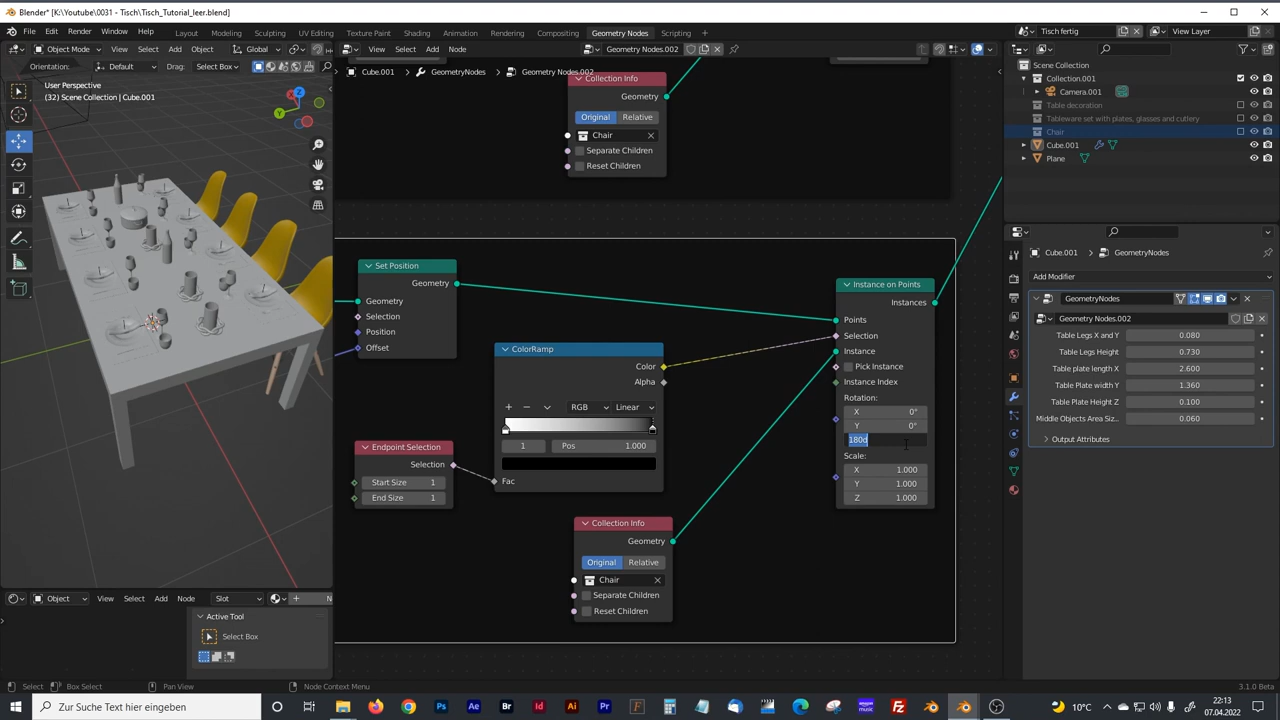 Blender* [K:\Youtube\0031 - Tisch\Tisch_Tutorial_leer.blend]
File Edit Render Window Help Layout Modeling Sculpting UV Editing Texture Paint Shading Animation Rendering Compositing Geometry Nodes Scripting Tisch fertig View Layer
Object Mode View Select Add Object Global View Select Add Node Geometry Nodes.002
Orientation: Default Drag: Select Box Cube.001 GeometryNodes Geometry Nodes.002
User Perspective
(32) Scene Collection | Cube.001
Z
Y
Collection Info
Geometry
Original Relative
Chair
Separate Children
Reset Children
Set Position
Geometry
Geometry
Selection
Position
Offset
ColorRamp
Color
Alpha
RGB Linear
1 Pos 1.000
Fac
Endpoint Selection
Selection
Start Size 1
End Size 1
Collection Info
Geometry
Original Relative
Chair
Separate Children
Reset Children
Instance on Points
Instances
Points
Selection
Instance
Pick Instance
Instance Index
Rotation:
X 0°
Y 0°
180d
Scale:
X 1.000
Y 1.000
Z 1.000
Scene Collection
Collection.001
Camera.001
Table decoration
Tableware set with plates, glasses and cutlery
Chair
Cube.001
Plane
Cube.001 GeometryNodes
Add Modifier
GeometryNodes
Geometry Nodes.002
Table Legs X and Y 0.080
Table Legs Height 0.730
Table plate length X 2.600
Table Plate width Y 1.360
Table Plate Height Z 0.100
Middle Objects Area Siz.. 0.060
Output Attributes
Object View Select Add Node Slot N
Active Tool
Select Box
Select Box Select Pan View Node Context Menu 3.1.0 Beta
Zur Suche Text hier eingeben
Ps Ae Br Id Ai Pr F Fz
10°C
22:13
07.04.2022